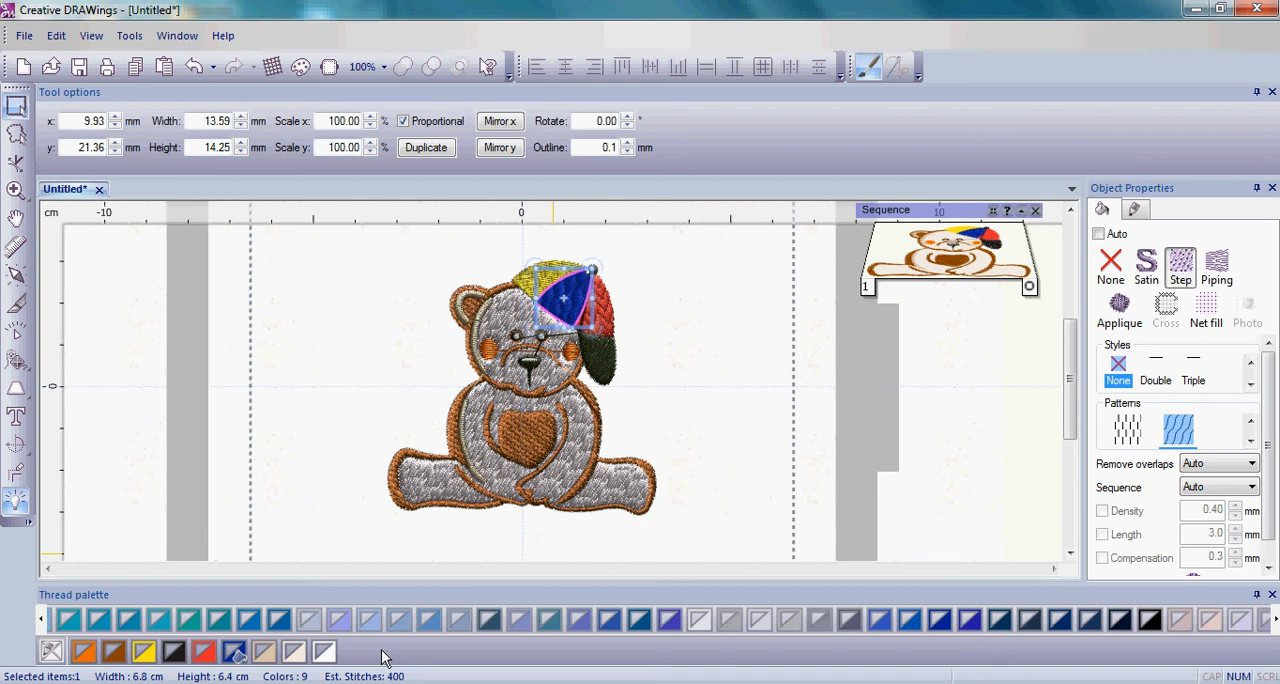 Creative DRAWings - [Untitled*]
File Edit View Tools Window Help
100%
Tool options
x: 9.93 mm Width: 13.59 mm Scale x: 100.00 % Proportional Mirror x Rotate: 0.00 °
y: 21.36 mm Height: 14.25 mm Scale y: 100.00 % Duplicate Mirror y Outline: 0.1 mm
Untitled*
Object Properties
cm -10 0 10
Sequence
Auto
None Satin Step Piping
1
Applique Cross Net fill Photo
Styles
None Double Triple
0
Patterns
Remove overlaps Auto
Sequence Auto
Density 0.40 mm
Length 3.0 mm
Compensation 0.3 mm
Thread palette
Selected items:1 Width : 6.8 cm Height : 6.4 cm Colors : 9 Est. Stitches: 400 CAP NUM SCRL